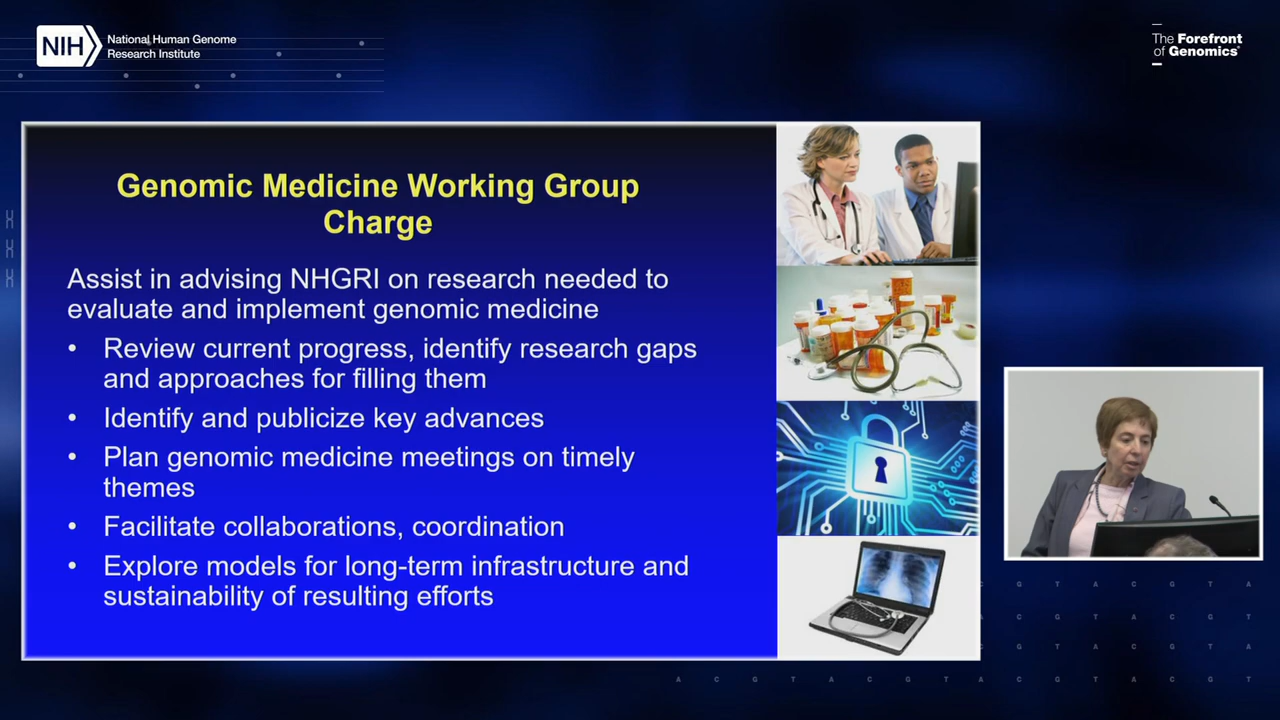 NIH
National Human Genome
Research Institute
The Forefront
of Genomics®
Genomic Medicine Working Group
Charge
Assist in advising NHGRI on research needed to
evaluate and implement genomic medicine
• Review current progress, identify research gaps
and approaches for filling them
• Identify and publicize key advances
• Plan genomic medicine meetings on timely
themes
• Facilitate collaborations, coordination
• Explore models for long-term infrastructure and
sustainability of resulting efforts
C G T A C G T A
C G T A C G T
G T A C G T A
A C G T A C G T A C G T A C G T